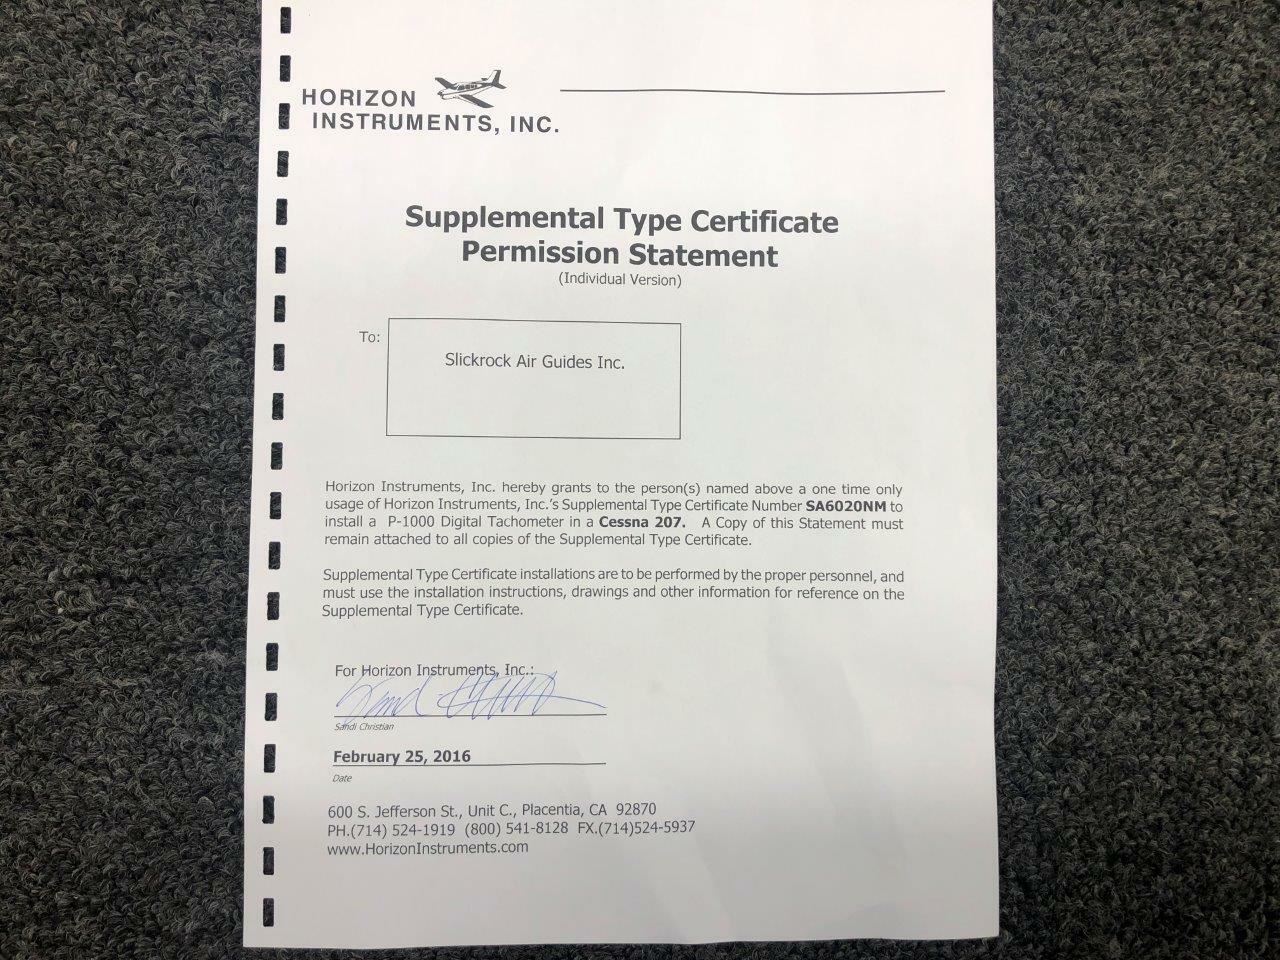 HORIZON
INSTRUMENTS, INC.
Supplemental Type Certificate
Permission Statement
(Individual Version)
To:
Slickrock Air Guides Inc.
Horizon Instruments, Inc. hereby grants to the person(s) named above a one time only
usage of Horizon Instruments, Inc.'s Supplemental Type Certificate Number SA6020NM to
install a P-1000 Digital Tachometer in a Cessna 207. A Copy of this Statement must
remain attached to all copies of the Supplemental Type Certificate.
Supplemental Type Certificate installations are to be performed by the proper personnel, and
must use the installation instructions, drawings and other information for reference on the
Supplemental Type Certificate.
For Horizon Instruments, Inc.:
Sandi Christian
February 25, 2016
Date
600 S. Jefferson St., Unit C., Placentia, CA 92870
PH.(714) 524-1919 (800) 541-8128 FX.(714)524-5937
www.HorizonInstruments.com